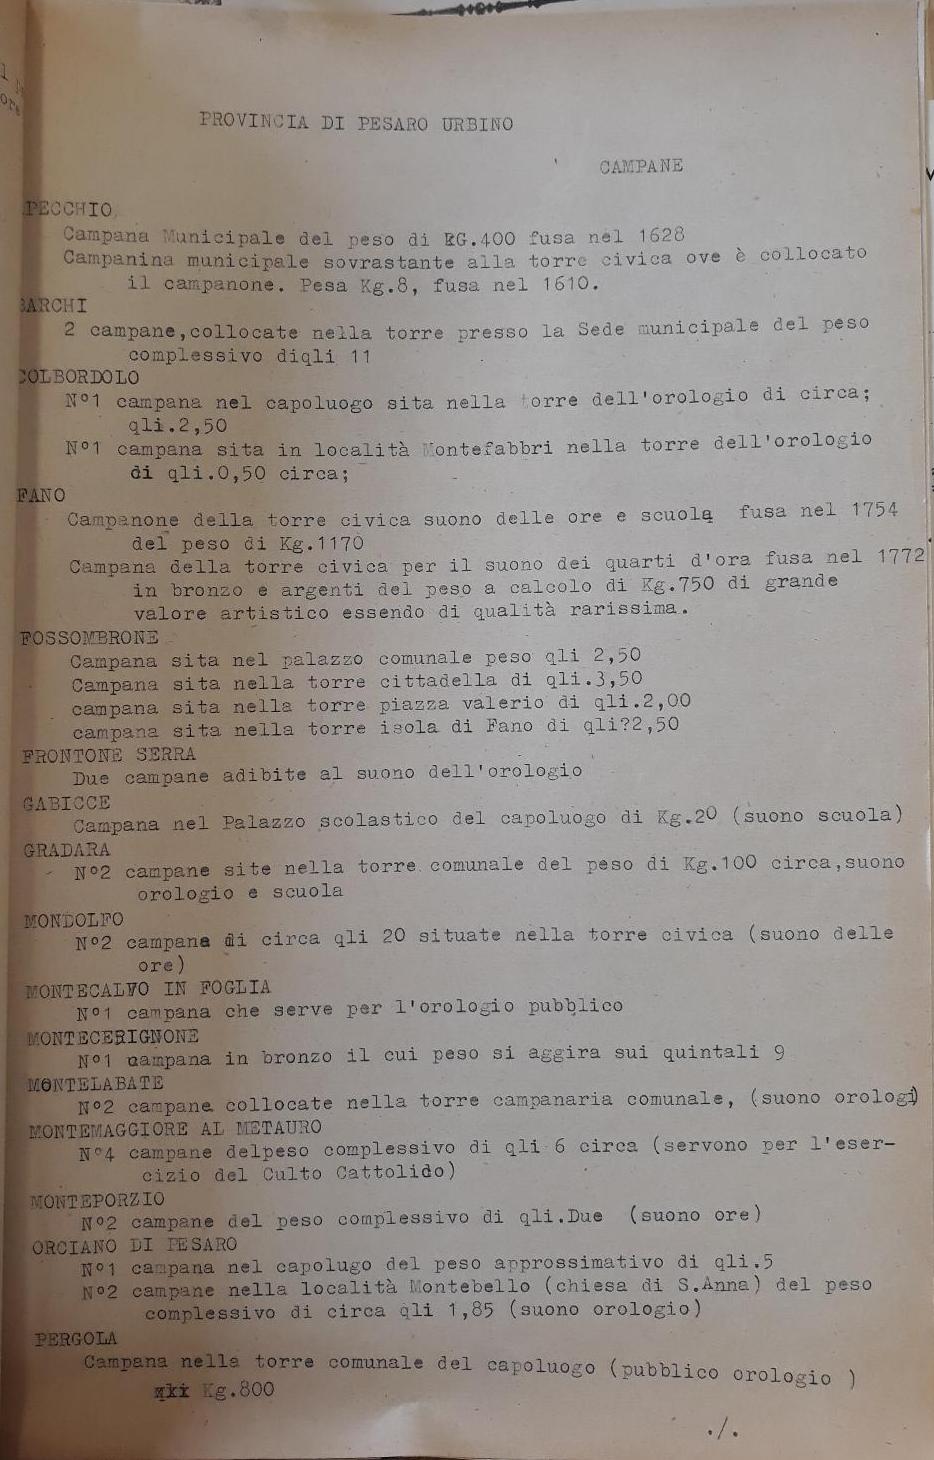 PROVINCIA DI PESARO URBINO
CAMPANE
PECCHIO
Campana Municipale del peso di KG.400 fusa nel 1628
Campanina municipale sovrastante alla torre civica ove è collocato
il campanone. Pesa Kg.8, fusa nel 1610.
BARCHI
2 campane,collocate nella torre presso la Sede municipale del peso
complessivo diqli 11
COLBORDOLO
N°1 campana nel capoluogo sita nella torre dell'orologio di circa;
qli.2,50
N°1 campana sita in località Montefabbri nella torre dell'orologio
di qli.0,50 circa;
FANO
Campanone della torre civica suono delle ore e scuola fusa nel 1754
del peso di Kg.1170
Campana della torre civica per il suono dei quarti d'ora fusa nel 1772
in bronzo e argenti del peso a calcolo di Kg.750 di grande
valore artistico essendo di qualità rarissima.
FOSSOMBRONE
Campana sita nel palazzo comunale peso qli 2,50
Campana sita nella torre cittadella di qli.3,50
campana sita nella torre piazza valerio di qli.2,00
campana sita nella torre isola di Fano di qli?2,50
FRONTONE SERRA
Due campane adibite al suono dell'orologio
GABICCE
Campana nel Palazzo scolastico del capoluogo di Kg.20 (suono scuola)
GRADARA
N°2 campane site nella torre comunale del peso di Kg.100 circa,suono
orologio e scuola
MONDOLFO
N°2 campane di circa qli 20 situate nella torre civica (suono delle
ore)
MONTECALVO IN FOGLIA
N°1 campana che serve per l'orologio pubblico
MONTECERIGNONE
N°1 campana in bronzo il cui peso si aggira sui quintali 9
MONTELABATE
N°2 campane collocate nella torre campanaria comunale, (suono orologi)
MONTEMAGGIORE AL METAURO
N°4 campane delpeso complessivo di qli 6 circa (servono per l'eser-
cizio del Culto Cattolido)
MONTEPORZIO
N°2 campane del peso complessivo di qli.Due (suono ore)
ORCIANO DI PESARO
N°1 campana nel capolugo del peso approssimativo di qli.5
N°2 campane nella località Montebello (chiesa di S.Anna) del peso
complessivo di circa qli 1,85 (suono orologio)
PERGOLA
Campana nella torre comunale del capoluogo (pubblico orologio )
Kg.800
./.